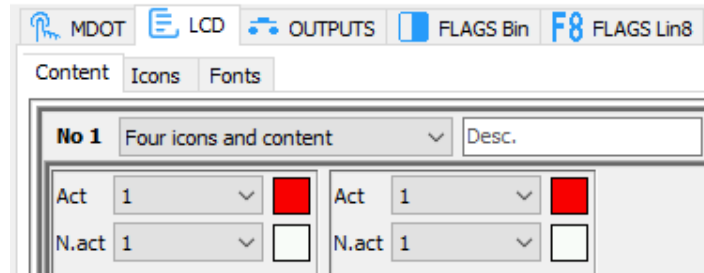 MDOT LCD OUTPUTS FLAGS Bin F8 FLAGS Lin8
Content Icons Fonts
No 1 Four icons and content Desc.
Act 1 Act 1
N.act 1 N.act 1